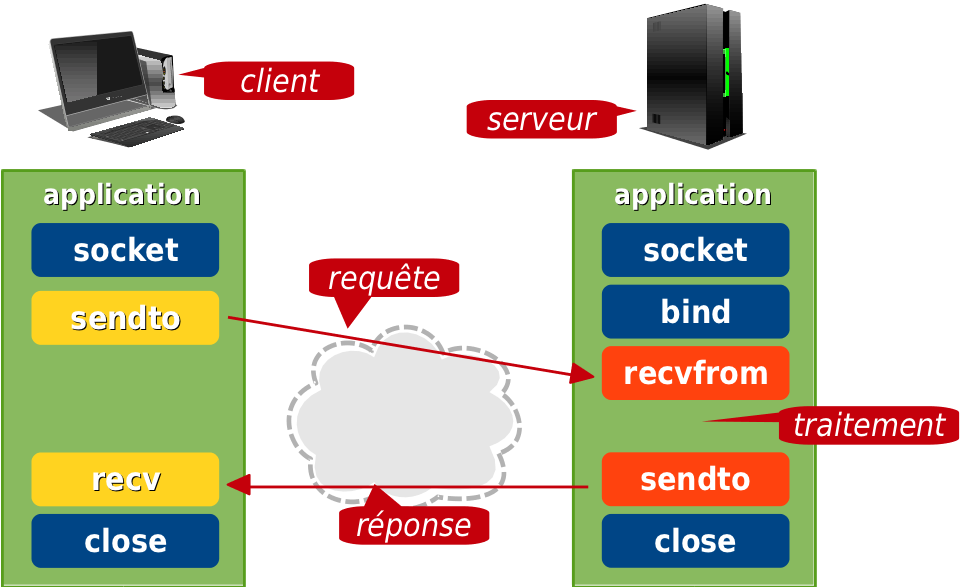 client
serveur
application
socket
sendto
recv
close
requête
réponse
application
socket
bind
recvfrom
traitement
sendto
close